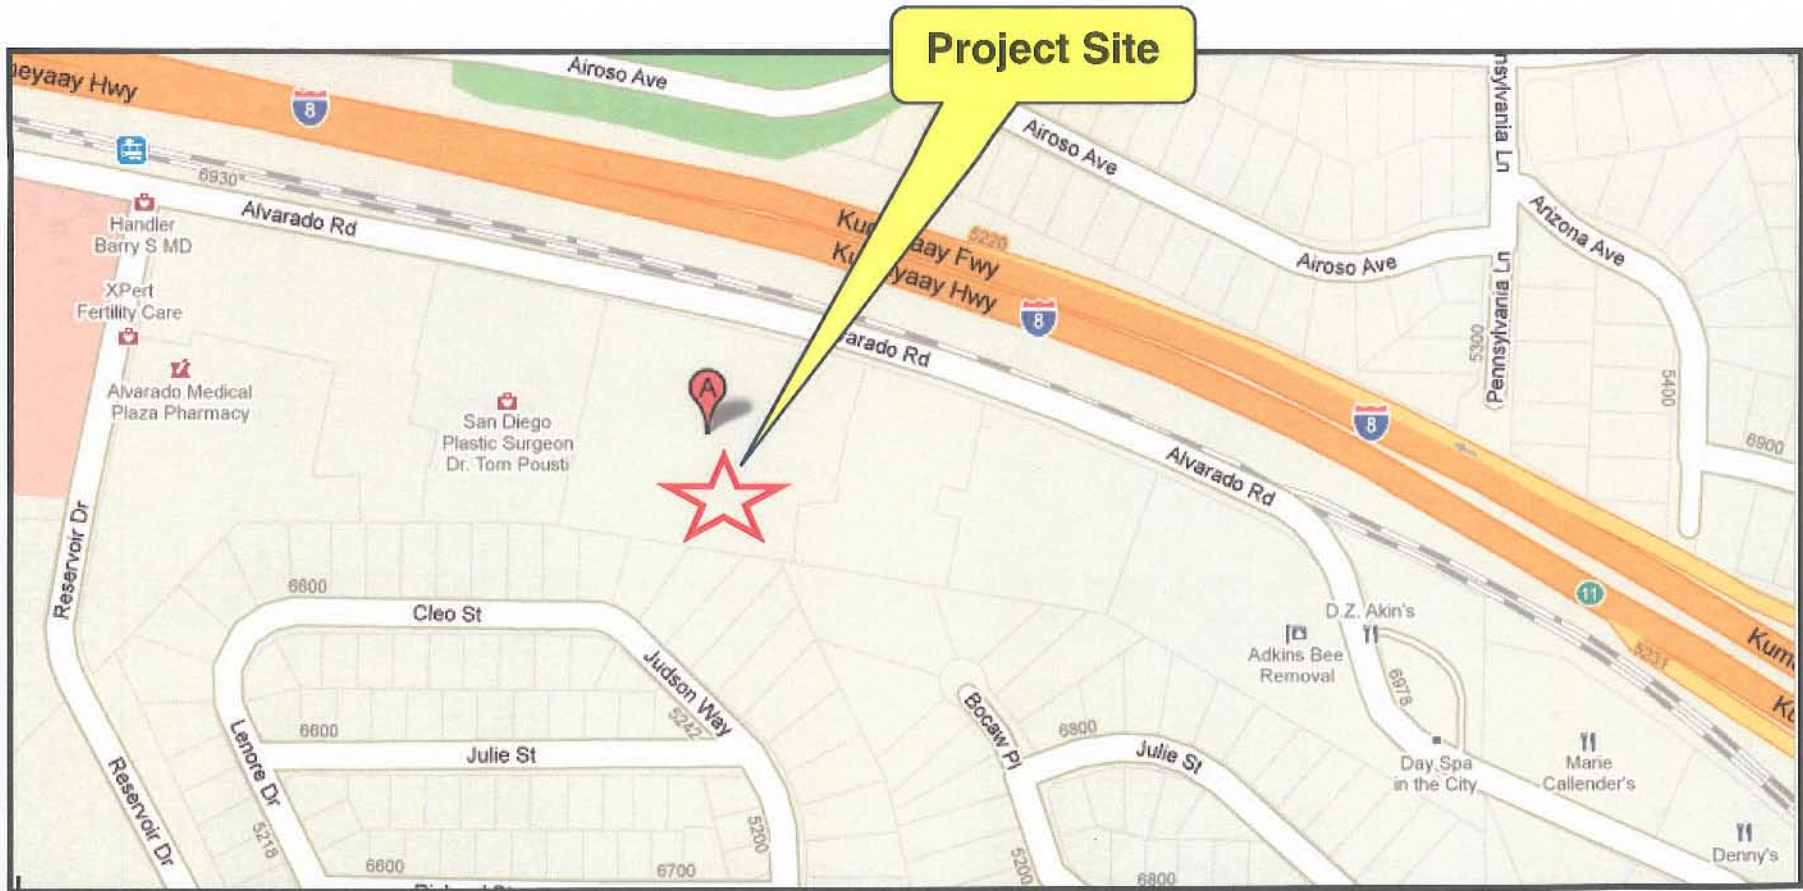 Project Site
Airoso Ave
8
6930
Alvarado Rd
Handler
Barry S MD
XPert
Fertility Care
Alvarado Medical
Plaza Pharmacy
San Diego
Plastic Surgeon
Dr. Tom Pousti
A
Airoso Ave
5220
Fwy
Hwy
8
Rd
Airoso Ave
Arizona Ave
Pennsylvania Ln
5300
5400
6900
8
Alvarado Rd
11
5231
Reservoir Dr
6600
Cleo St
Judson Way
5242
6600
Julie St
Lenore Dr
5218
Reservoir Dr
6600
6700
5200
Bocaw Pl
6800
Julie St
5200
6800
D.Z. Akin's
Adkins Bee
Removal
6978
Day Spa
in the City
Marie
Callender's
Denny's